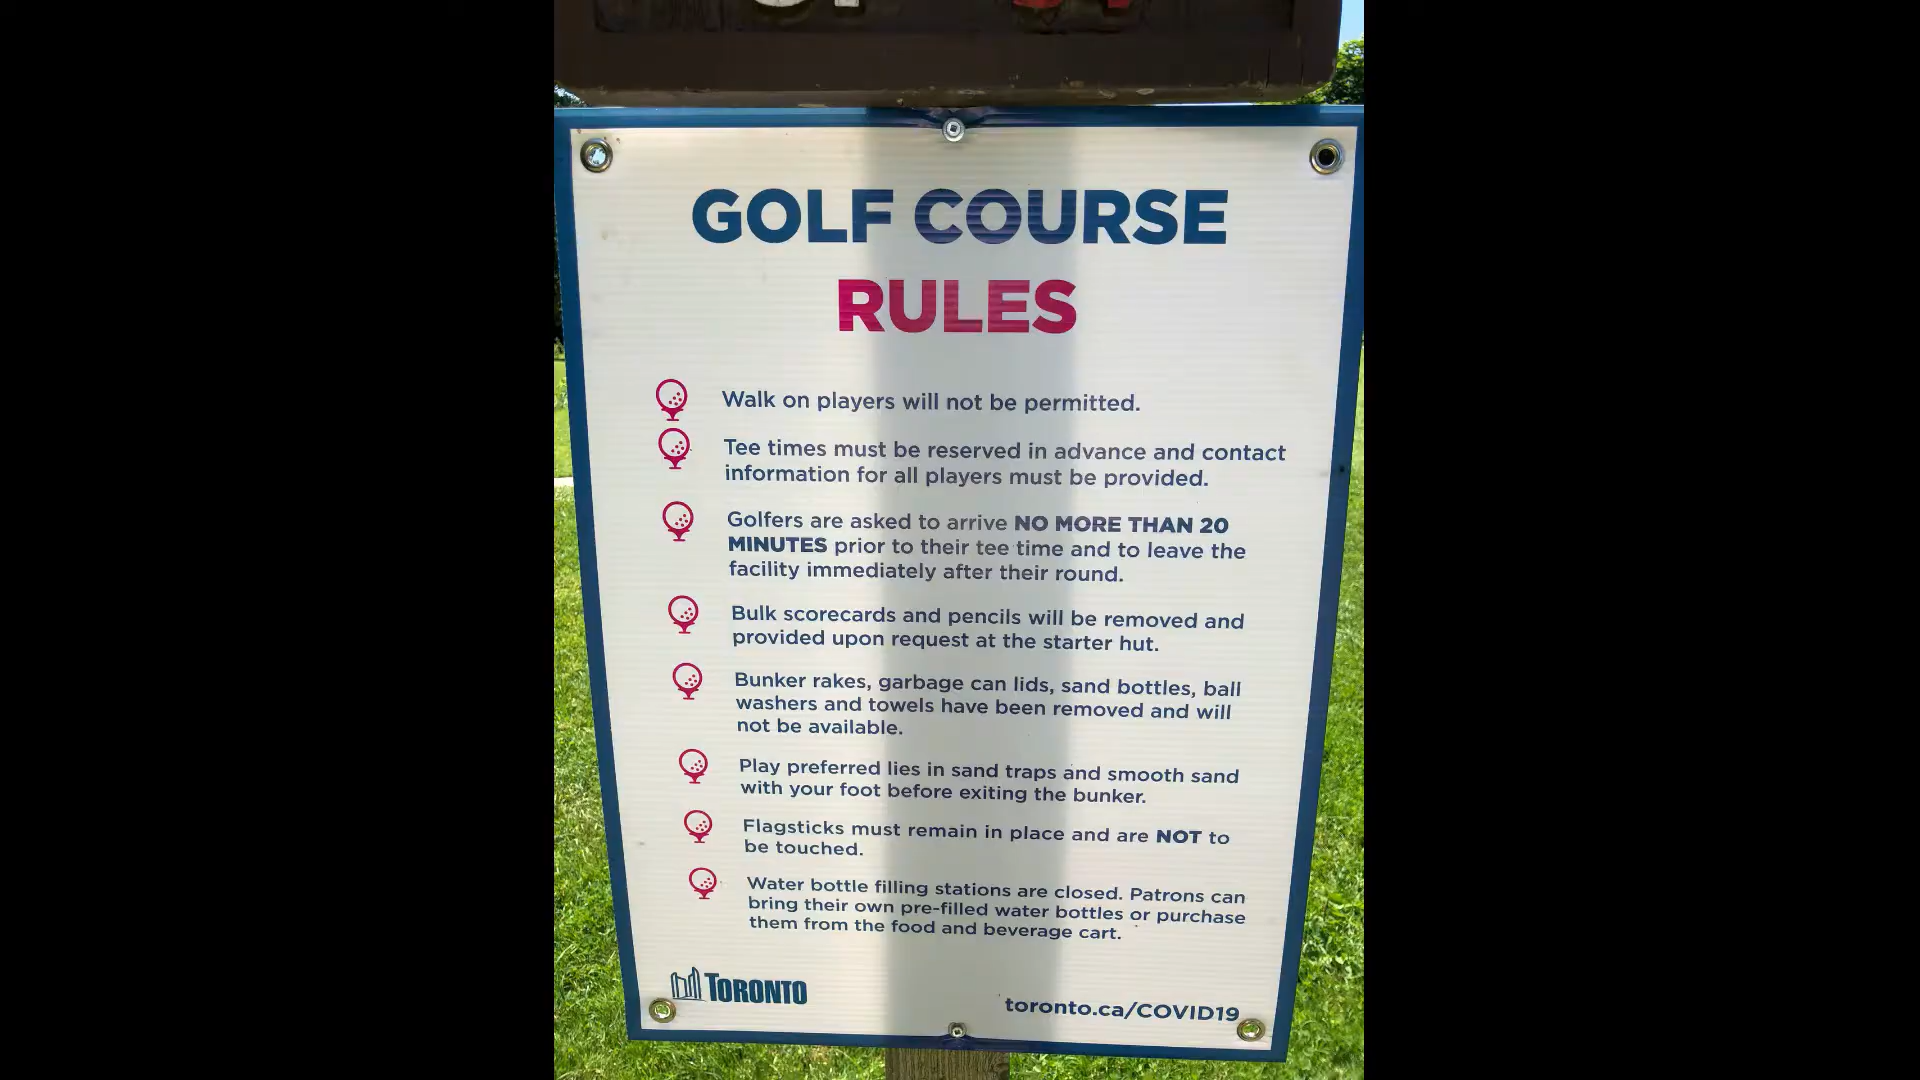 GOLF COURSE
RULES
Walk on players will not be permitted.
Tee times must be reserved in advance and contact
information for all players must be provided.
Golfers are asked to arrive NO MORE THAN 20
MINUTES prior to their tee time and to leave the
facility immediately after their round.
Bulk scorecards and pencils will be removed and
provided upon request at the starter hut.
Bunker rakes, garbage can lids, sand bottles, ball
washers and towels have been removed and will
not be available.
Play preferred lies in sand traps and smooth sand
with your foot before exiting the bunker.
Flagsticks must remain in place and are NOT to
be touched.
Water bottle filling stations are closed. Patrons can
bring their own pre-filled water bottles or purchase
them from the food and beverage cart.
TORONTO
toronto.ca/COVID19